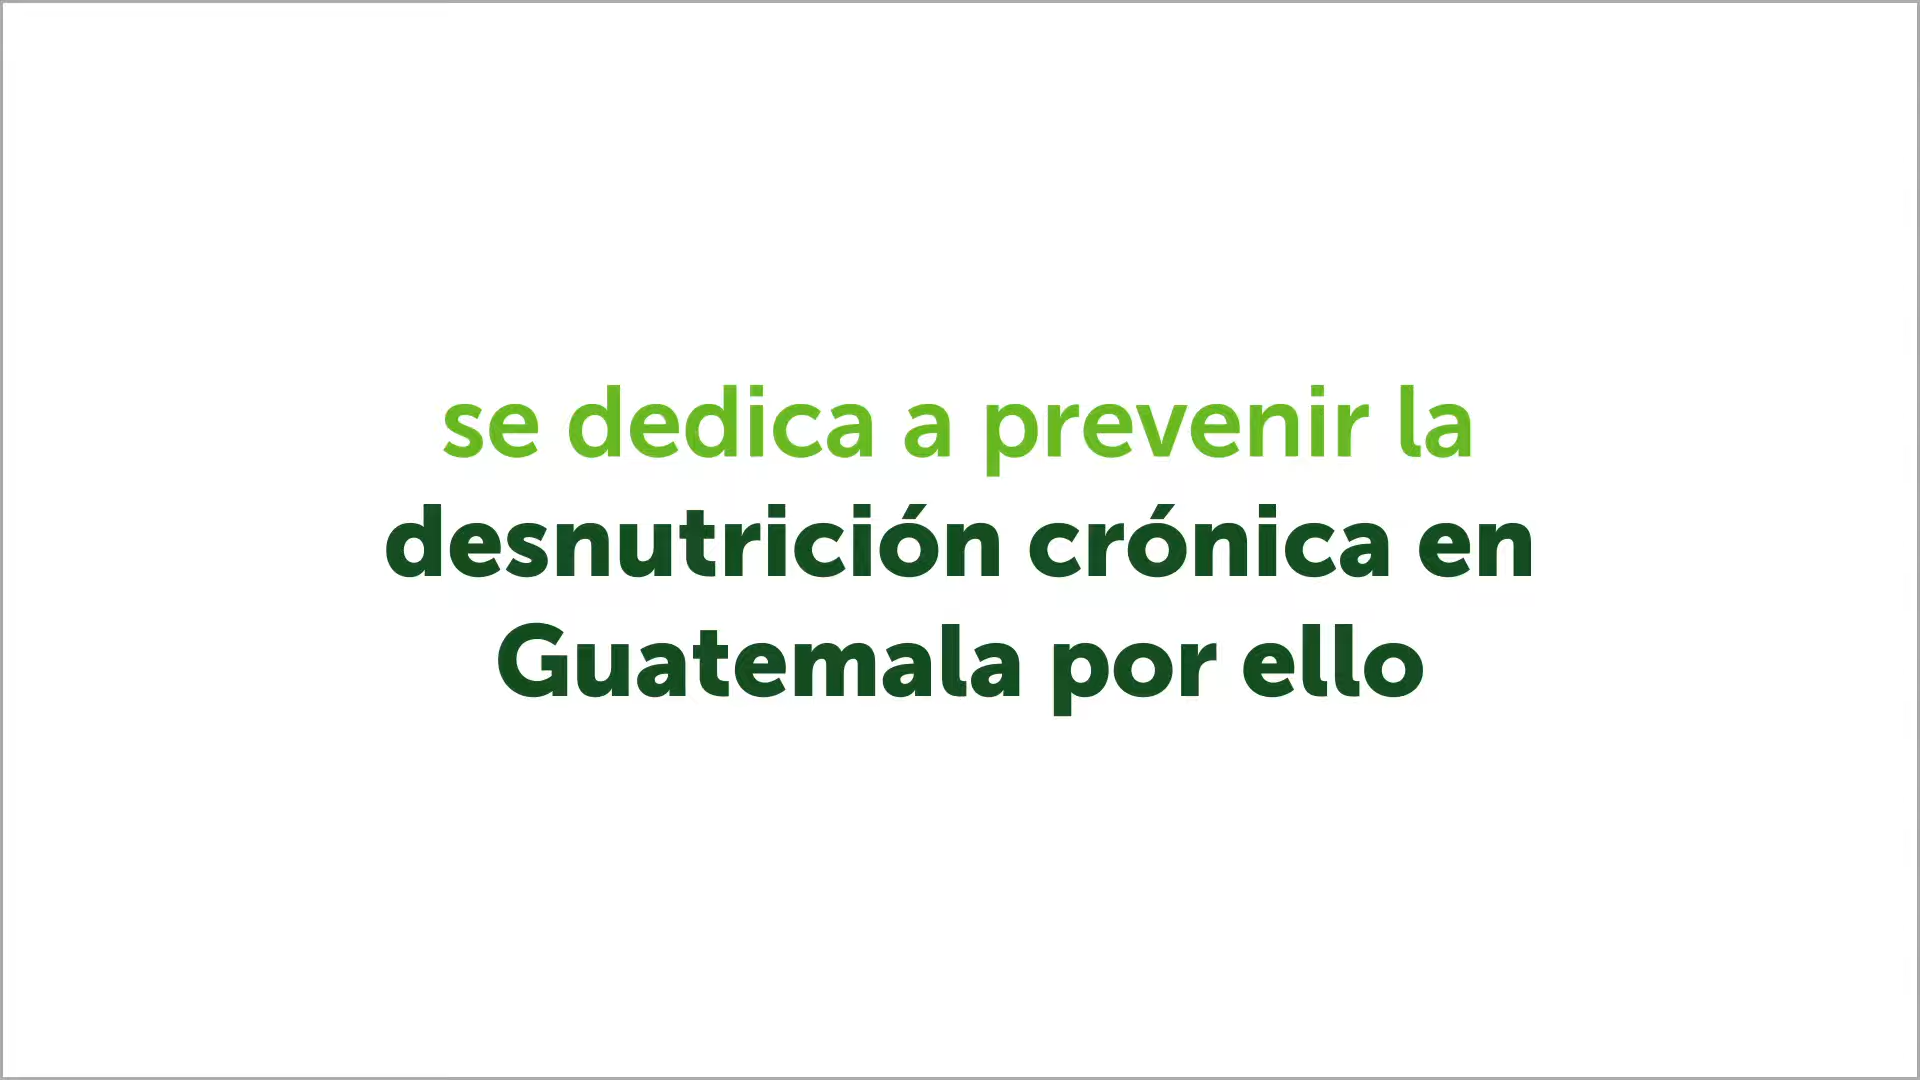 se dedica a prevenir la
desnutrición crónica en
Guatemala por ello